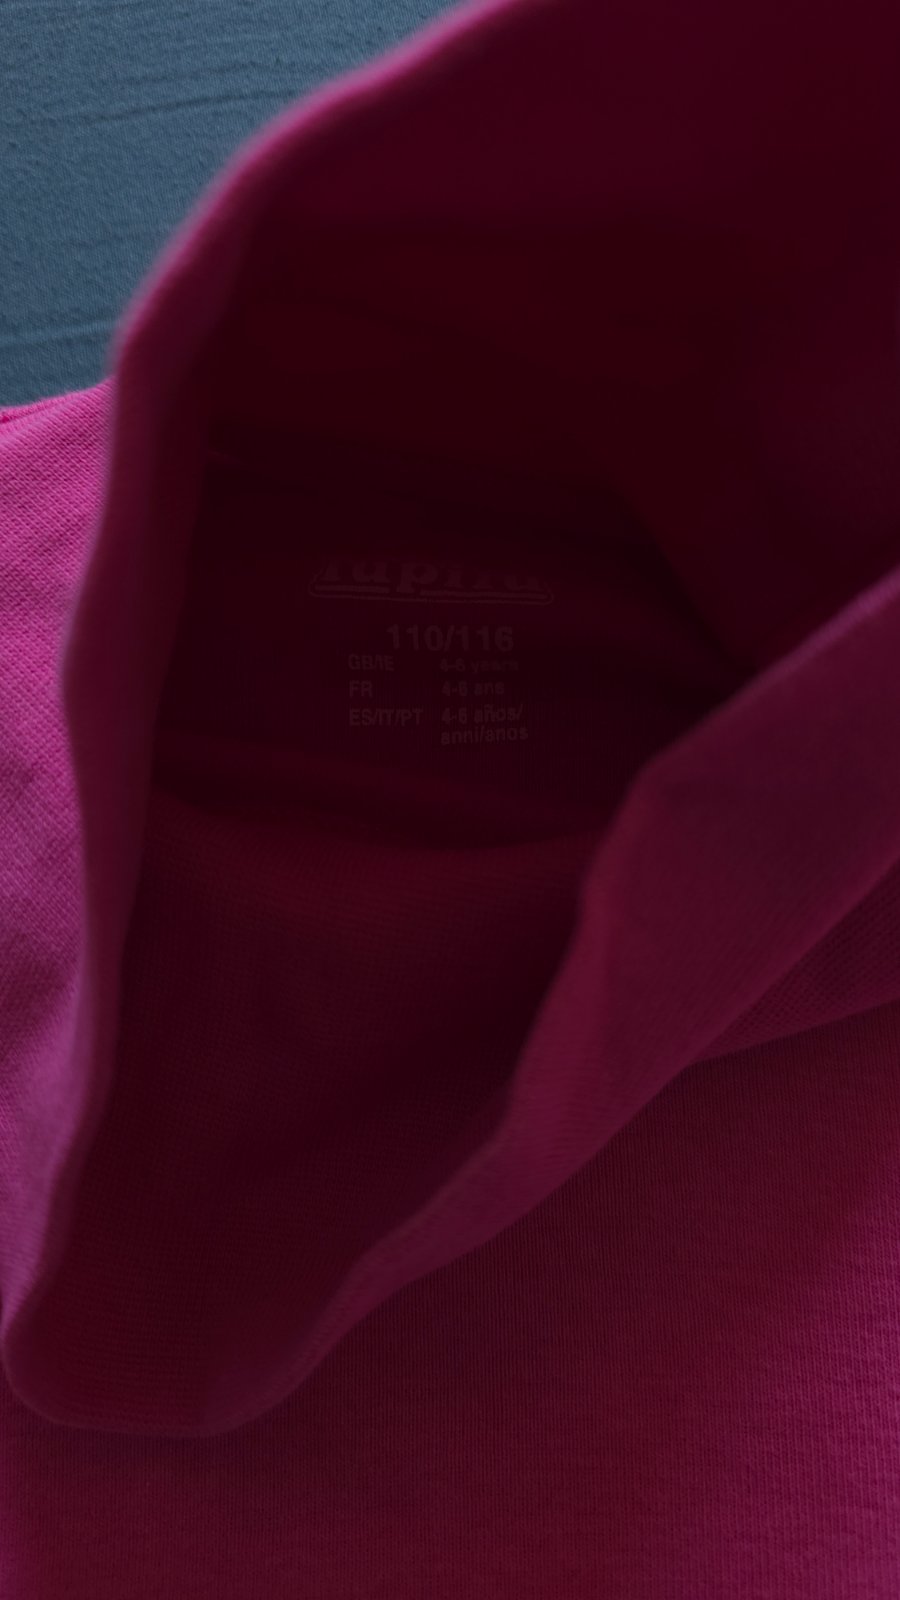 lupilu
110/116
GB/IE 4-6 years
FR 4-6 ans
ES/IT/PT 4-6 años/
anni/anos